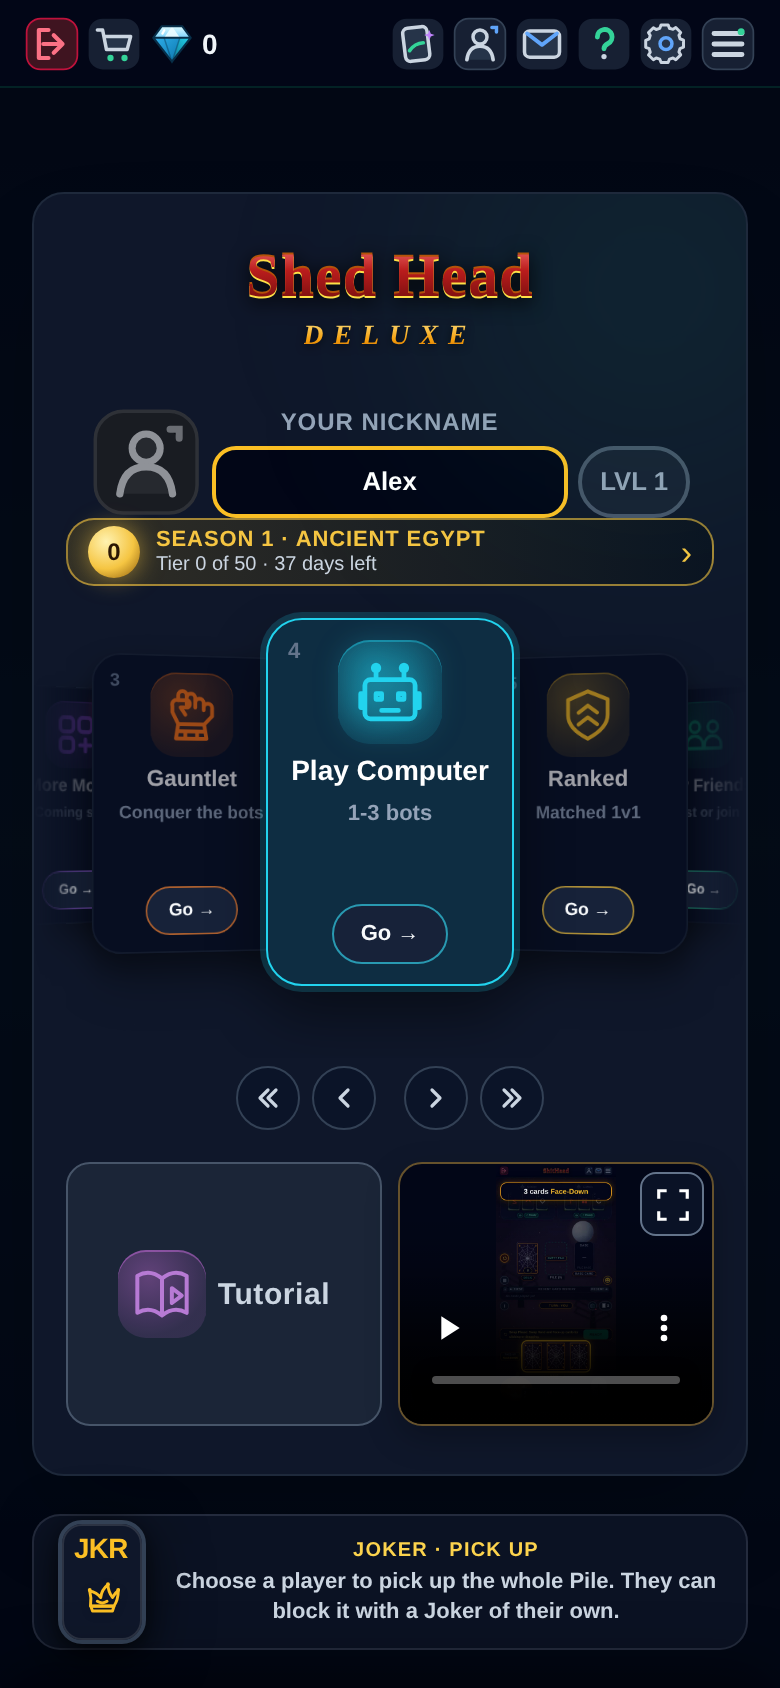 0
Shed Head
DELUXE
YOUR NICKNAME
Alex
LVL 1
0
SEASON 1 · ANCIENT EGYPT
Tier 0 of 50 · 37 days left
›
3
Gauntlet
Conquer the bots
Go →
4
Play Computer
1-3 bots
Go →
Ranked
Matched 1v1
Go →
Go →
Go →
Tutorial
3 cards Face-Down
JKR
JOKER · PICK UP
Choose a player to pick up the whole Pile. They can
block it with a Joker of their own.